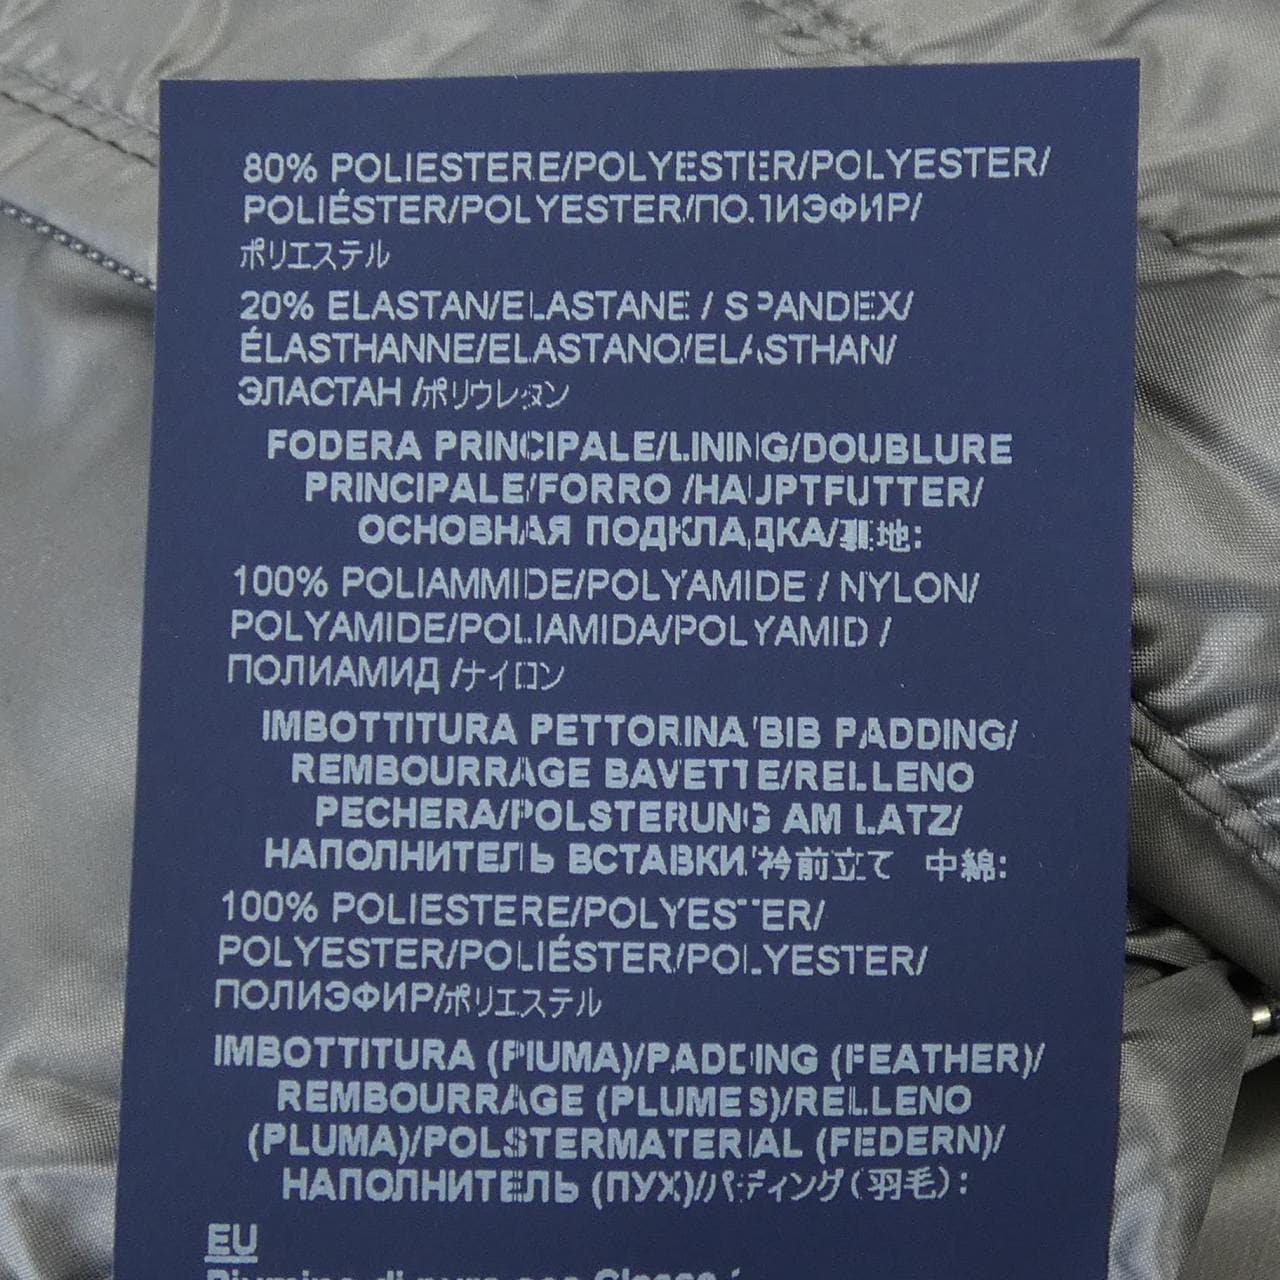 80% POLIESTERE/POLYESTER/POLYESTER/
POLIÉSTER/POLYESTER/ПОЛИЭФИР/
ポリエステル
20% ELASTAN/ELASTANE / SPANDEX/
ÉLASTHANNE/ELASTANO/ELASTHAN/
ЭЛАСТАН /ポリウレタン
FODERA PRINCIPALE/LINING/DOUBLURE
PRINCIPALE/FORRO /HAUPTFUTTER/
ОСНОВНАЯ ПОДКЛАДКА/裏地:
100% POLIAMMIDE/POLYAMIDE / NYLON/
POLYAMIDE/POLIAMIDA/POLYAMID /
ПОЛИАМИД /ナイロン
IMBOTTITURA PETTORINA/BIB PADDING/
REMBOURRAGE BAVETTE/RELLENO
PECHERA/POLSTERUNG AM LATZ/
НАПОЛНИТЕЛЬ ВСТАВКИ/衿前立て 中綿:
100% POLIESTERE/POLYESTER/
POLYESTER/POLIÉSTER/POLYESTER/
ПОЛИЭФИР/ポリエステル
IMBOTTITURA (PIUMA)/PADDING (FEATHER)/
REMBOURRAGE (PLUMES)/RELLENO
(PLUMA)/POLSTERMATERIAL (FEDERN)/
НАПОЛНИТЕЛЬ (ПУХ)/パディング(羽毛):
EU
Piumino di pura oca Classe